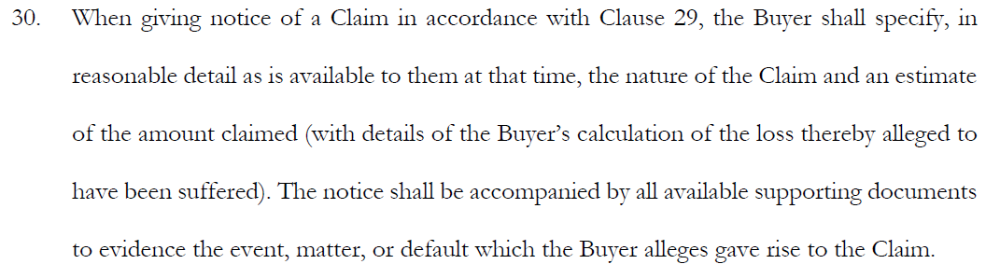 30. When giving notice of a Claim in accordance with Clause 29, the Buyer shall specify, in
reasonable detail as is available to them at that time, the nature of the Claim and an estimate
of the amount claimed (with details of the Buyer’s calculation of the loss thereby alleged to
have been suffered). The notice shall be accompanied by all available supporting documents
to evidence the event, matter, or default which the Buyer alleges gave rise to the Claim.